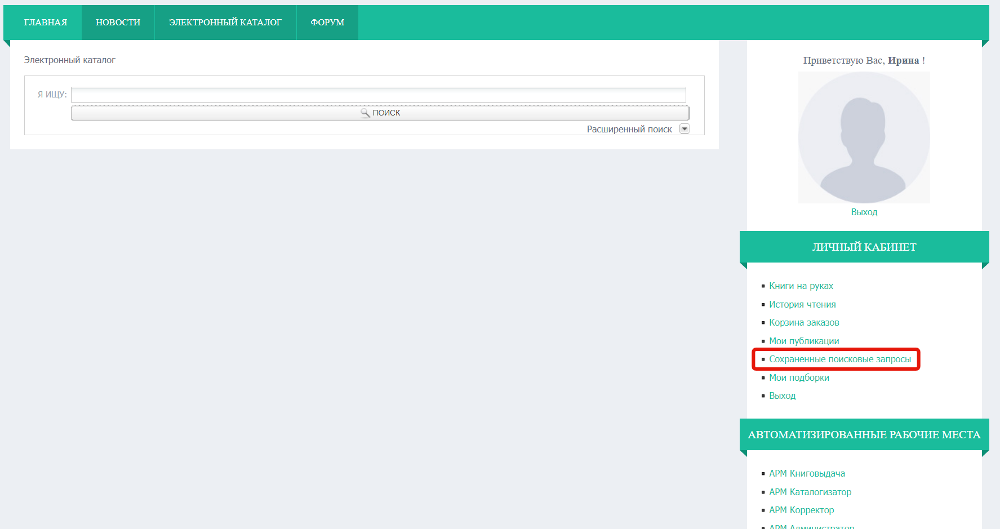 ГЛАВНАЯ НОВОСТИ ЭЛЕКТРОННЫЙ КАТАЛОГ ФОРУМ
Электронный каталог
Я ИЩУ:
ПОИСК
Расширенный поиск
Приветствую Вас, Ирина !
Выход
ЛИЧНЫЙ КАБИНЕТ
Книги на руках
История чтения
Корзина заказов
Мои публикации
Сохраненные поисковые запросы
Мои подборки
Выход
АВТОМАТИЗИРОВАННЫЕ РАБОЧИЕ МЕСТА
АРМ Книговыдача
АРМ Каталогизатор
АРМ Корректор
АРМ Администратор